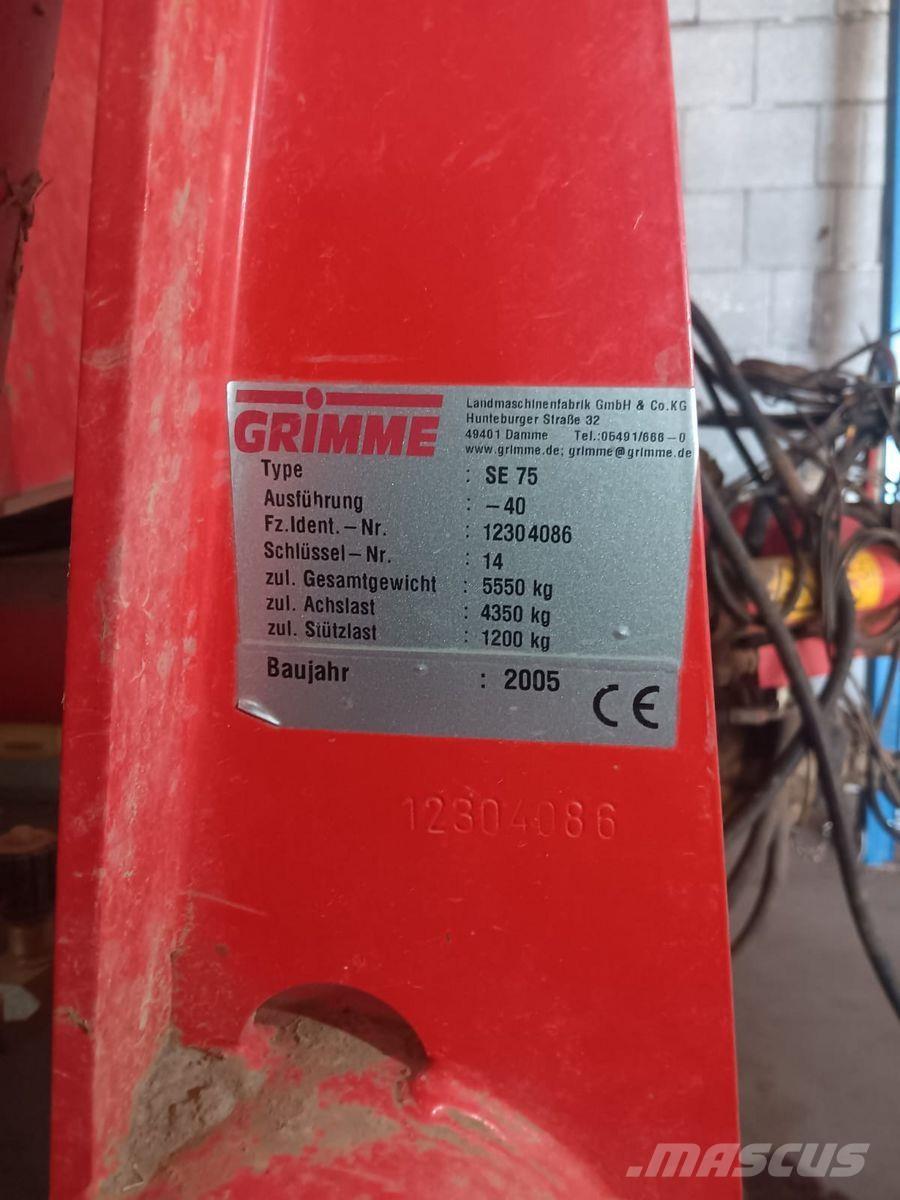 GRIMME
Landmaschinenfabrik GmbH & Co.KG
Hunteburger Straße 32
49401 Damme Tel.:05491/668-0
www.grimme.de; grimme@grimme.de
Type : SE 75
Ausführung : -40
Fz.Ident.-Nr. : 12304086
Schlüssel-Nr. : 14
zul. Gesamtgewicht : 5550 kg
zul. Achslast : 4350 kg
zul. Stützlast : 1200 kg
Baujahr : 2005
CE
12304086
MASCUS